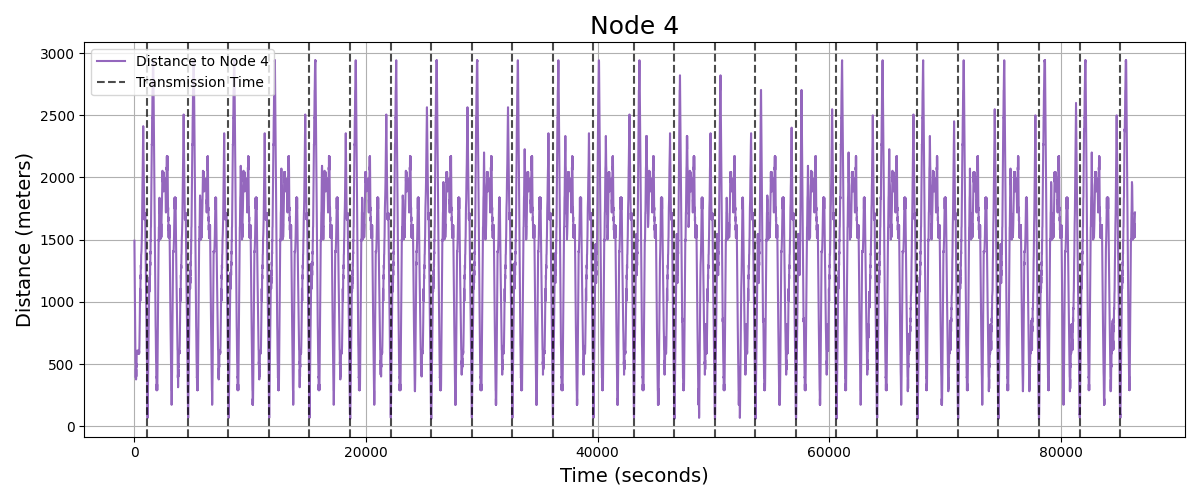 Node 4
Distance to Node 4
Transmission Time
Distance (meters)
3000
2500
2000
1500
1000
500
0
0 20000 40000 60000 80000
Time (seconds)